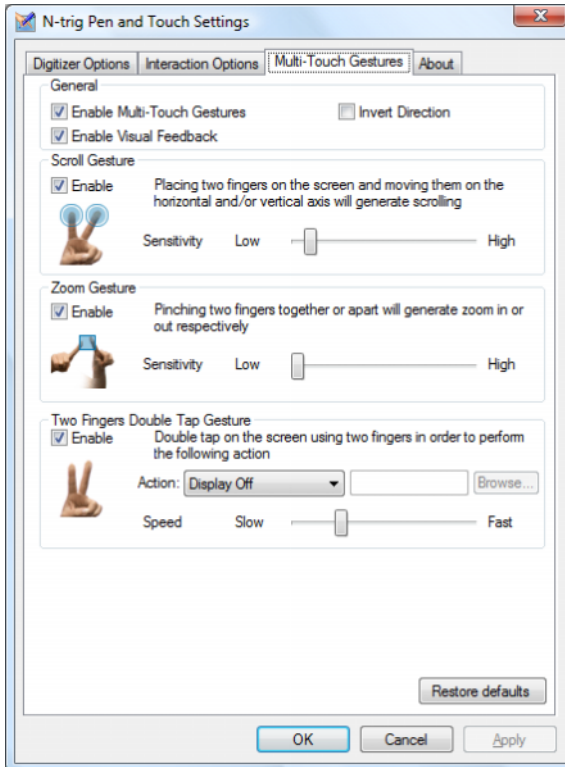 N-trig Pen and Touch Settings
Digitizer Options Interaction Options Multi-Touch Gestures About
General
Enable Multi-Touch Gestures Invert Direction
Enable Visual Feedback
Scroll Gesture
Enable Placing two fingers on the screen and moving them on the
horizontal and/or vertical axis will generate scrolling
Sensitivity Low High
Zoom Gesture
Enable Pinching two fingers together or apart will generate zoom in or
out respectively
Sensitivity Low High
Two Fingers Double Tap Gesture
Enable Double tap on the screen using two fingers in order to perform
the following action
Action: Display Off Browse...
Speed Slow Fast
Restore defaults
OK Cancel Apply